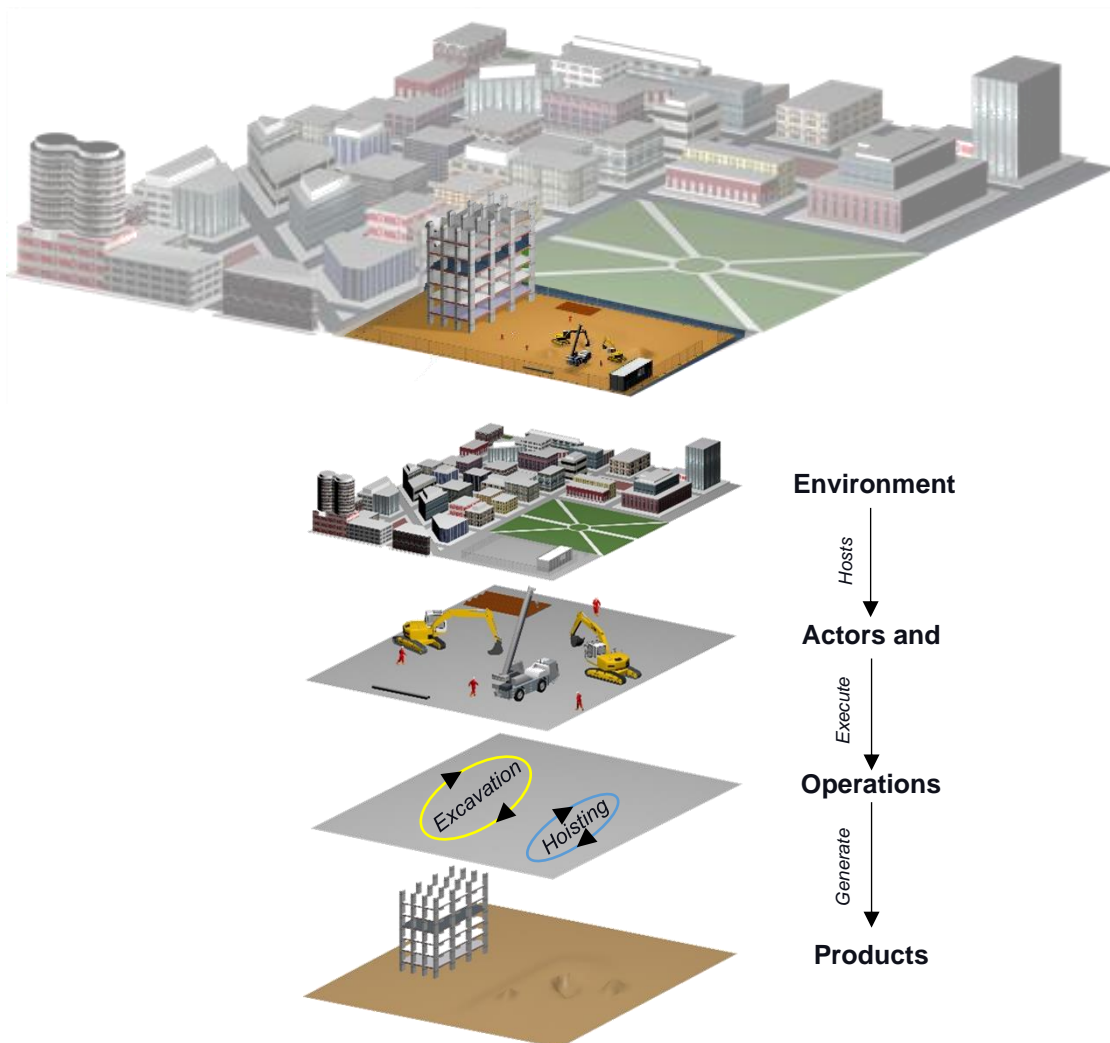 Environment
Hosts
Actors and
Execute
Operations
Excavation
Hoisting
Generate
Products